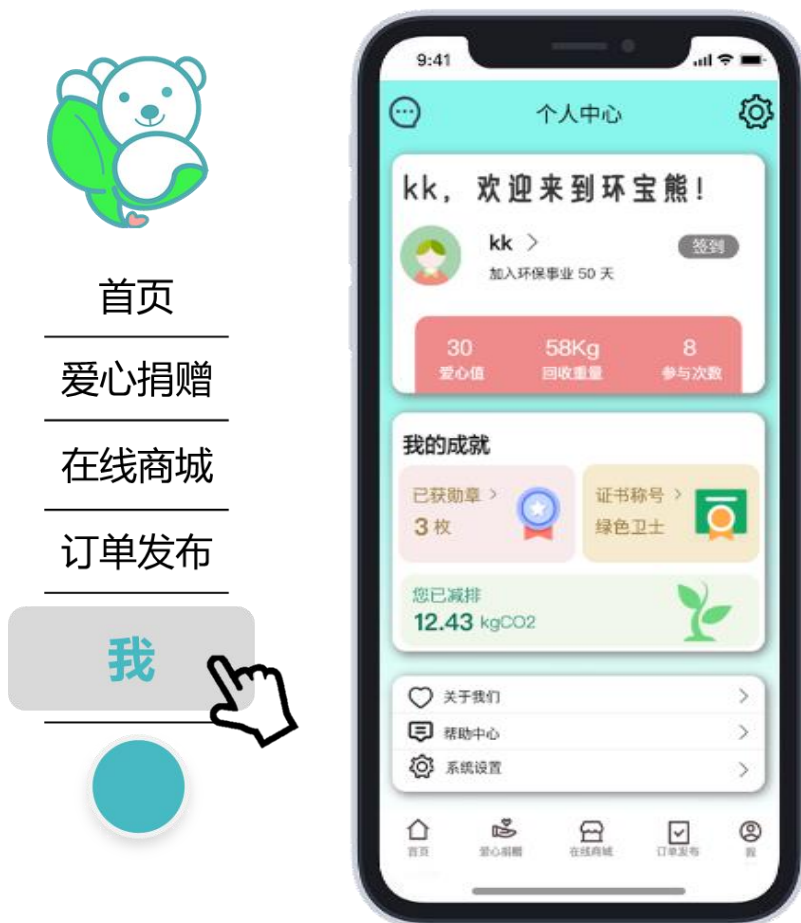 首页
爱心捐赠
在线商城
订单发布
我
9:41
个人中心
kk，欢迎来到环宝熊！
kk >
签到
加入环保事业 50 天
30 58Kg 8
爱心值 回收重量 参与次数
我的成就
已获勋章 > 证书称号 >
3 枚 绿色卫士
您已减排
12.43 kgCO2
关于我们 >
帮助中心 >
系统设置 >
首页 爱心捐赠 在线商城 订单发布 我